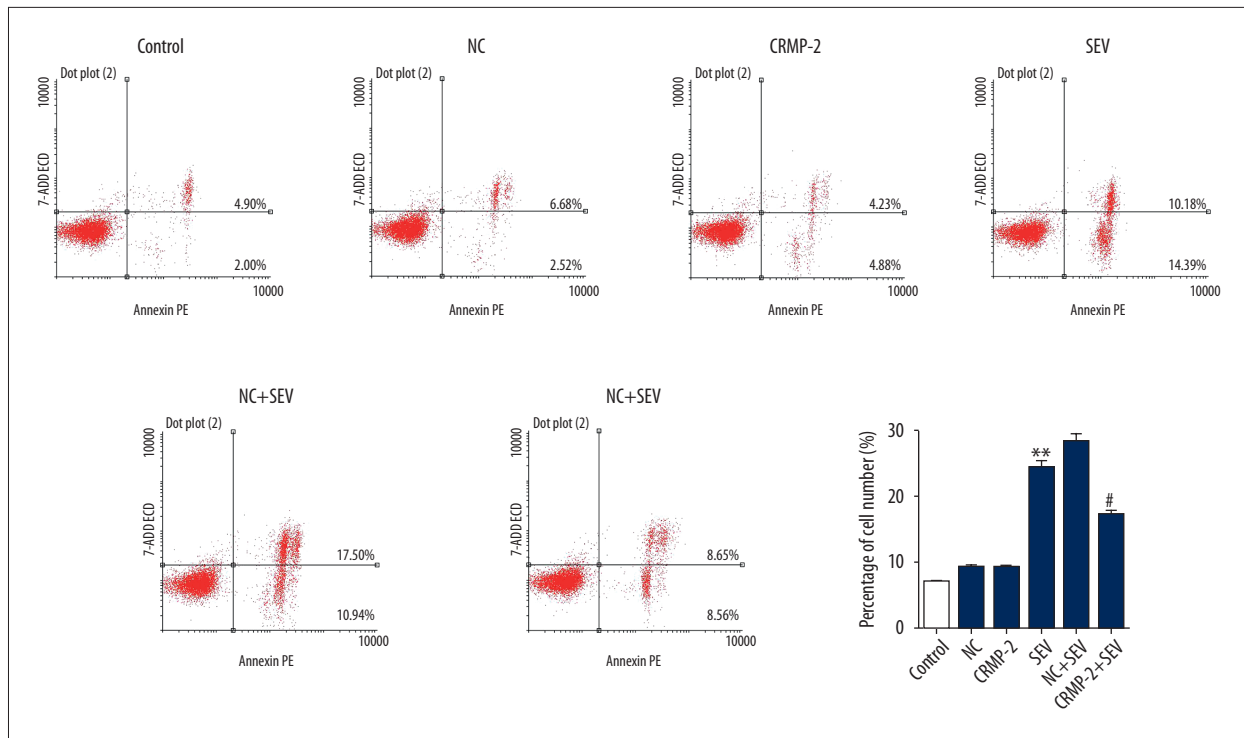 Control
Dot plot (2)
10000
7-ADD ECD
4.90%
2.00%
10000
Annexin PE
NC
Dot plot (2)
10000
7-ADD ECD
6.68%
2.52%
10000
Annexin PE
CRMP-2
Dot plot (2)
10000
7-ADD ECD
4.23%
4.88%
10000
Annexin PE
SEV
Dot plot (2)
10000
7-ADD ECD
10.18%
14.39%
10000
Annexin PE
NC+SEV
Dot plot (2)
10000
7-ADD ECD
17.50%
10.94%
10000
Annexin PE
NC+SEV
Dot plot (2)
10000
7-ADD ECD
8.65%
8.56%
10000
Annexin PE
Percentage of cell number (%)
30
20
10
0
**
#
Control
NC
CRMP-2
SEV
NC+SEV
CRMP-2+SEV